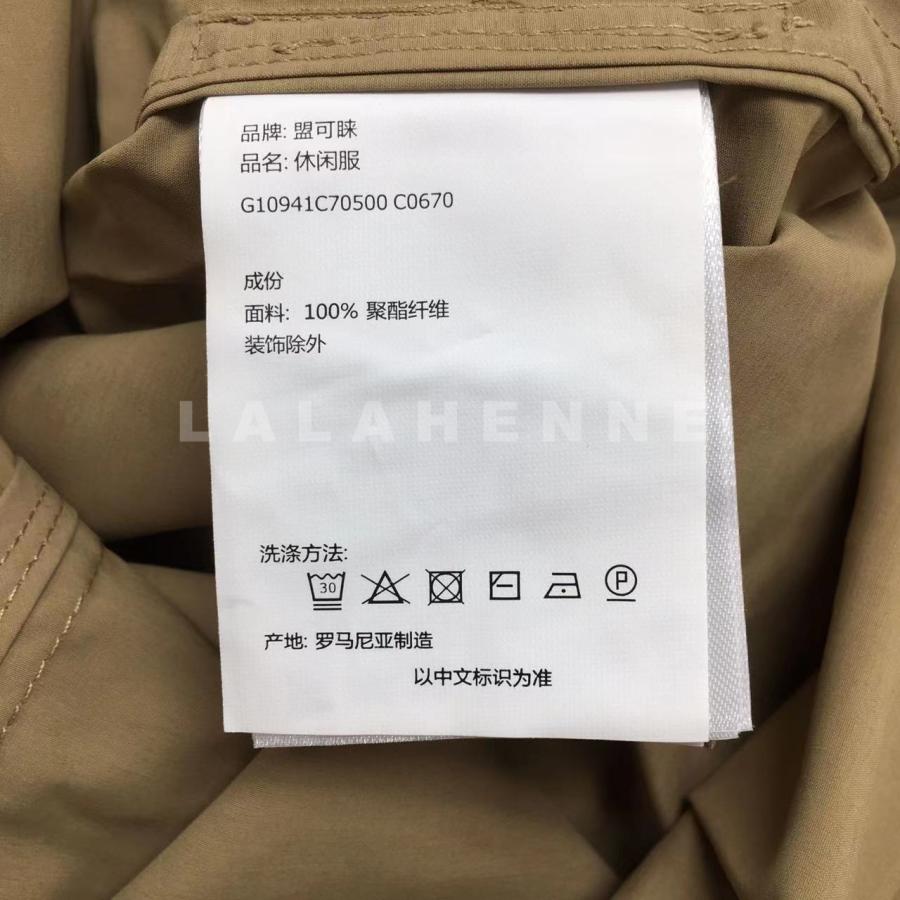 品牌: 盟可睐
品名: 休闲服
G10941C70500 C0670
成份
面料: 100% 聚酯纤维
装饰除外
LALAHENNE
洗涤方法:
30 P
产地: 罗马尼亚制造
以中文标识为准